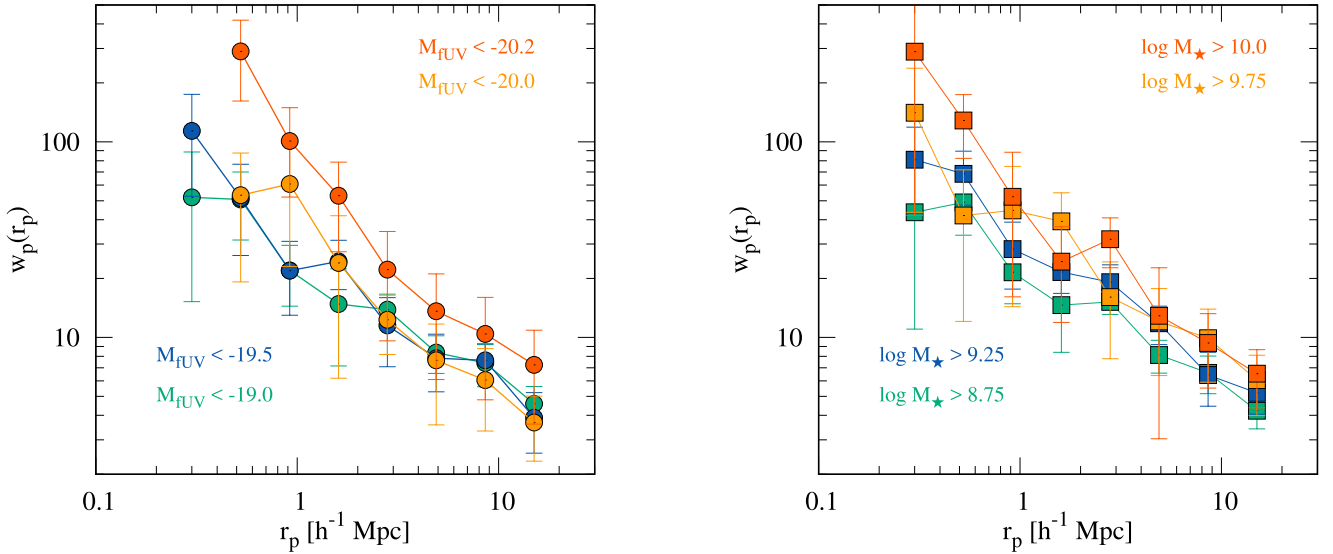 M_fUV < -20.2
M_fUV < -20.0
100
10
w_p(r_p)
M_fUV < -19.5
M_fUV < -19.0
0.1 1 10
r_p [h^-1 Mpc]
log M_★ > 10.0
log M_★ > 9.75
100
10
w_p(r_p)
log M_★ > 9.25
log M_★ > 8.75
0.1 1 10
r_p [h^-1 Mpc]